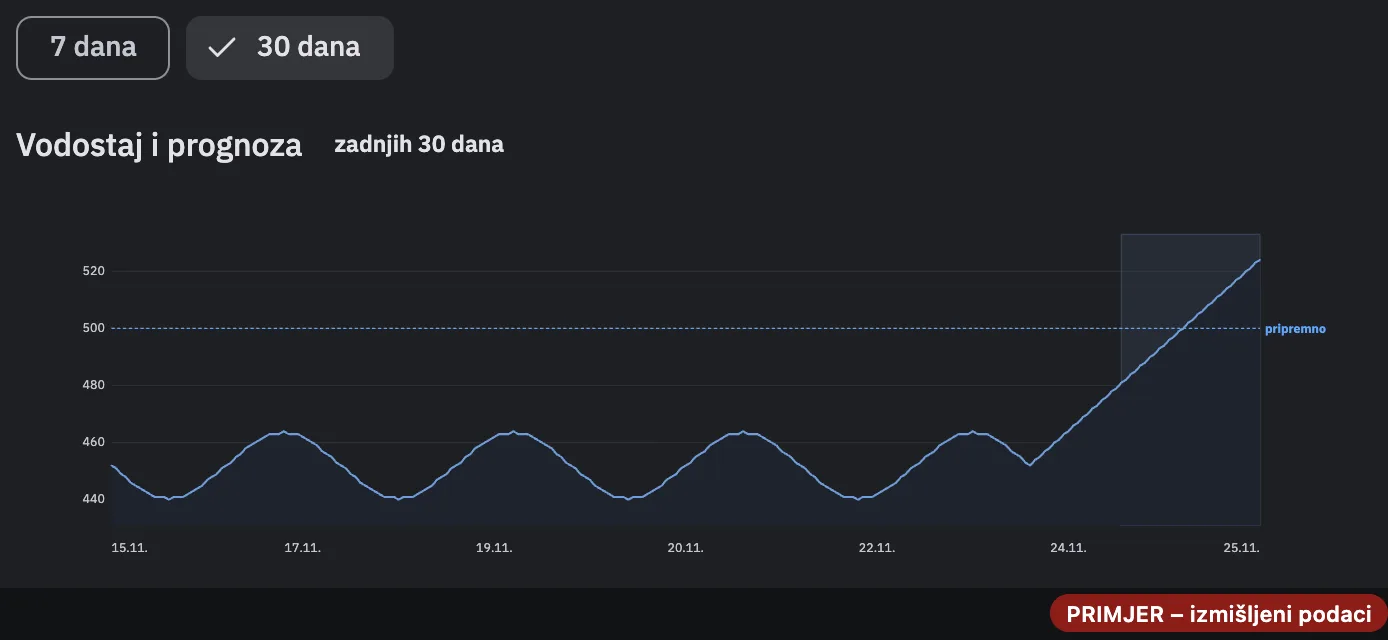 7 dana
30 dana
Vodostaj i prognoza zadnjih 30 dana
520
500
pripremno
480
460
440
15.11. 17.11. 19.11. 20.11. 22.11. 24.11. 25.11.
PRIMJER – izmišljeni podaci